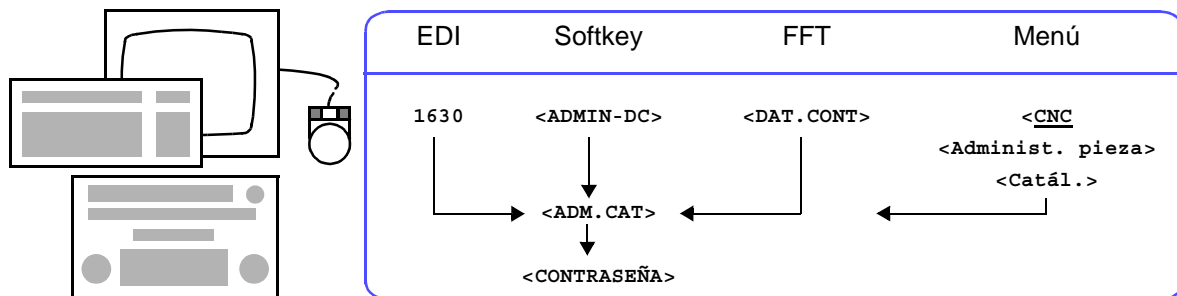 EDI Softkey FFT Menú
1630 <ADMIN-DC> <DAT.CONT> <CNC
<Administ. pieza>
<Catál.>
<ADM.CAT>
<CONTRASEÑA>